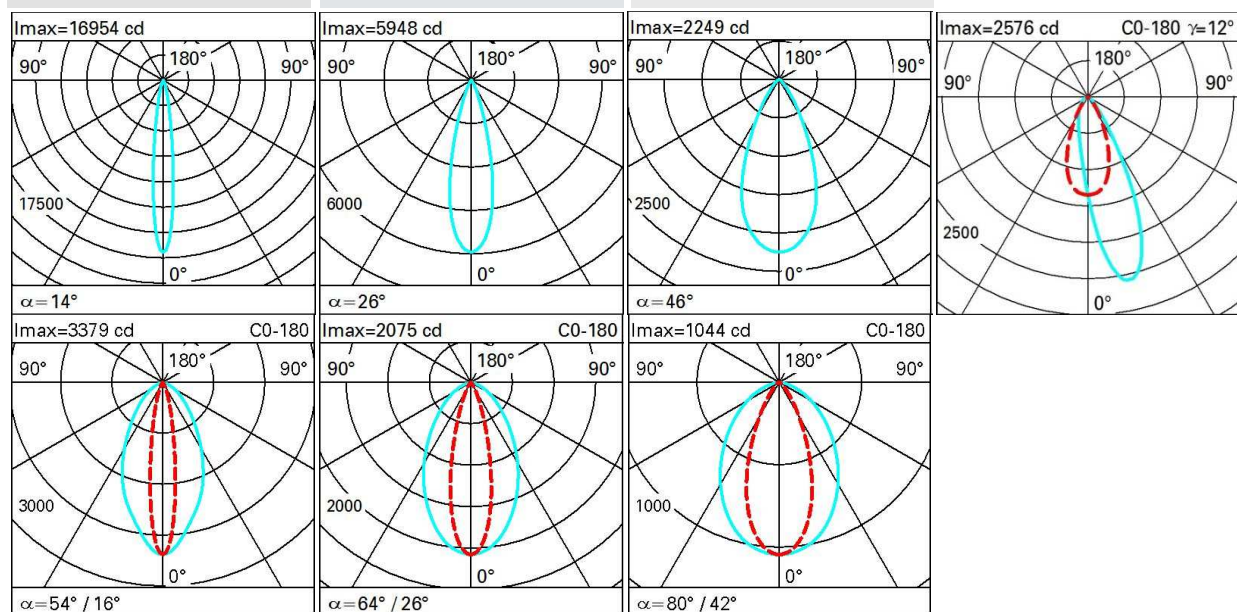 Imax=16954 cd
180°
90° 90°
17500
0°
α=14°
Imax=5948 cd
180°
90° 90°
6000
0°
α=26°
Imax=2249 cd
180°
90° 90°
2500
0°
α=46°
Imax=2576 cd C0-180 γ=12°
180°
90° 90°
2500
0°
Imax=3379 cd C0-180
180°
90° 90°
3000
0°
α=54° / 16°
Imax=2075 cd C0-180
180°
90° 90°
2000
0°
α=64° / 26°
Imax=1044 cd C0-180
180°
90° 90°
1000
0°
α=80° / 42°